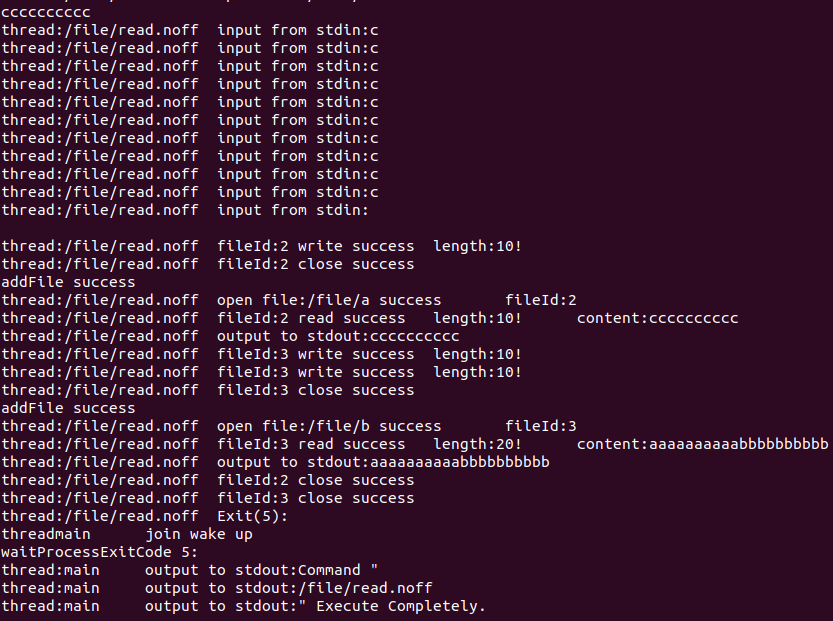 cccccccccc
thread:/file/read.noff  input from stdin:c
thread:/file/read.noff  input from stdin:c
thread:/file/read.noff  input from stdin:c
thread:/file/read.noff  input from stdin:c
thread:/file/read.noff  input from stdin:c
thread:/file/read.noff  input from stdin:c
thread:/file/read.noff  input from stdin:c
thread:/file/read.noff  input from stdin:c
thread:/file/read.noff  input from stdin:c
thread:/file/read.noff  input from stdin:c
thread:/file/read.noff  input from stdin:

thread:/file/read.noff  fileId:2 write success  length:10!
thread:/file/read.noff  fileId:2 close success
addFile success
thread:/file/read.noff  open file:/file/a success       fileId:2
thread:/file/read.noff  fileId:2 read success   length:10!      content:cccccccccc
thread:/file/read.noff  output to stdout:cccccccccc
thread:/file/read.noff  fileId:3 write success  length:10!
thread:/file/read.noff  fileId:3 write success  length:10!
thread:/file/read.noff  fileId:3 close success
addFile success
thread:/file/read.noff  open file:/file/b success       fileId:3
thread:/file/read.noff  fileId:3 read success   length:20!      content:aaaaaaaaaabbbbbbbbbb
thread:/file/read.noff  output to stdout:aaaaaaaaaabbbbbbbbbb
thread:/file/read.noff  fileId:2 close success
thread:/file/read.noff  fileId:3 close success
thread:/file/read.noff  Exit(5):
threadmain      join wake up
waitProcessExitCode 5:
thread:main     output to stdout:Command "
thread:main     output to stdout:/file/read.noff
thread:main     output to stdout:" Execute Completely.